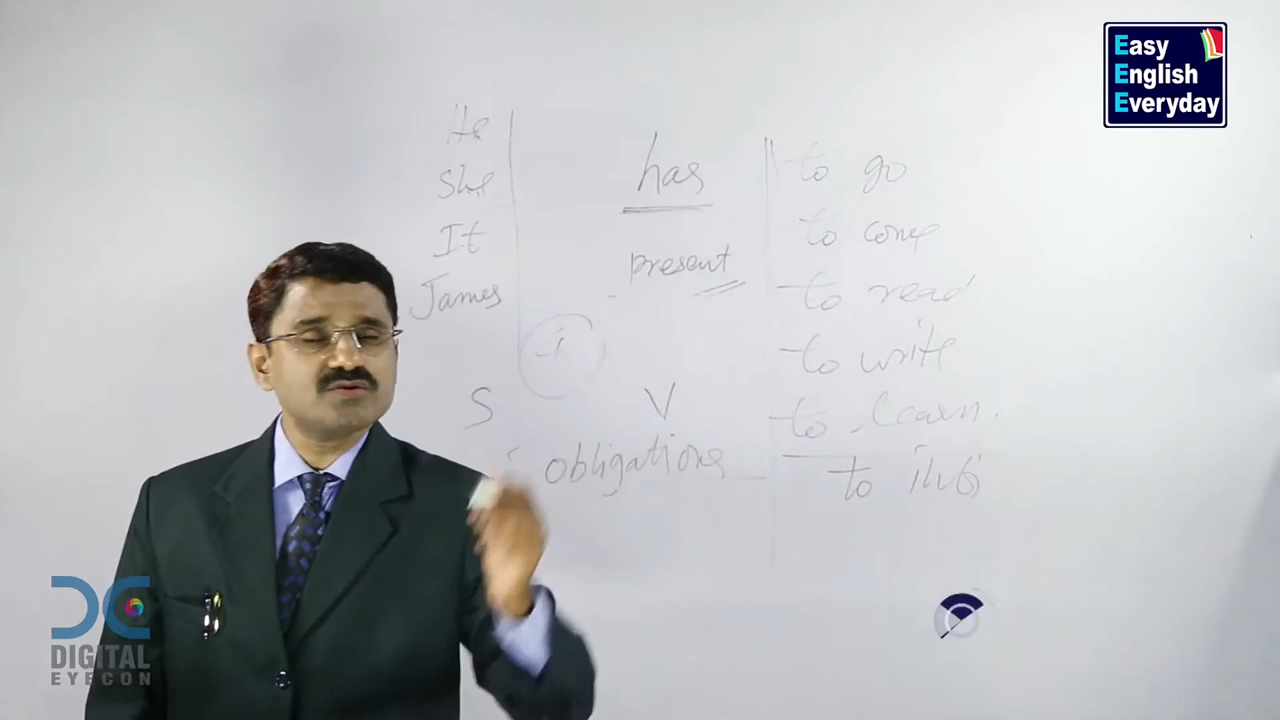 Easy
English
Everyday
He
She
It
James
has
present
i
S V
obligations
to go
to come
to read
to write
to learn.
to
DIGITAL
EYECON